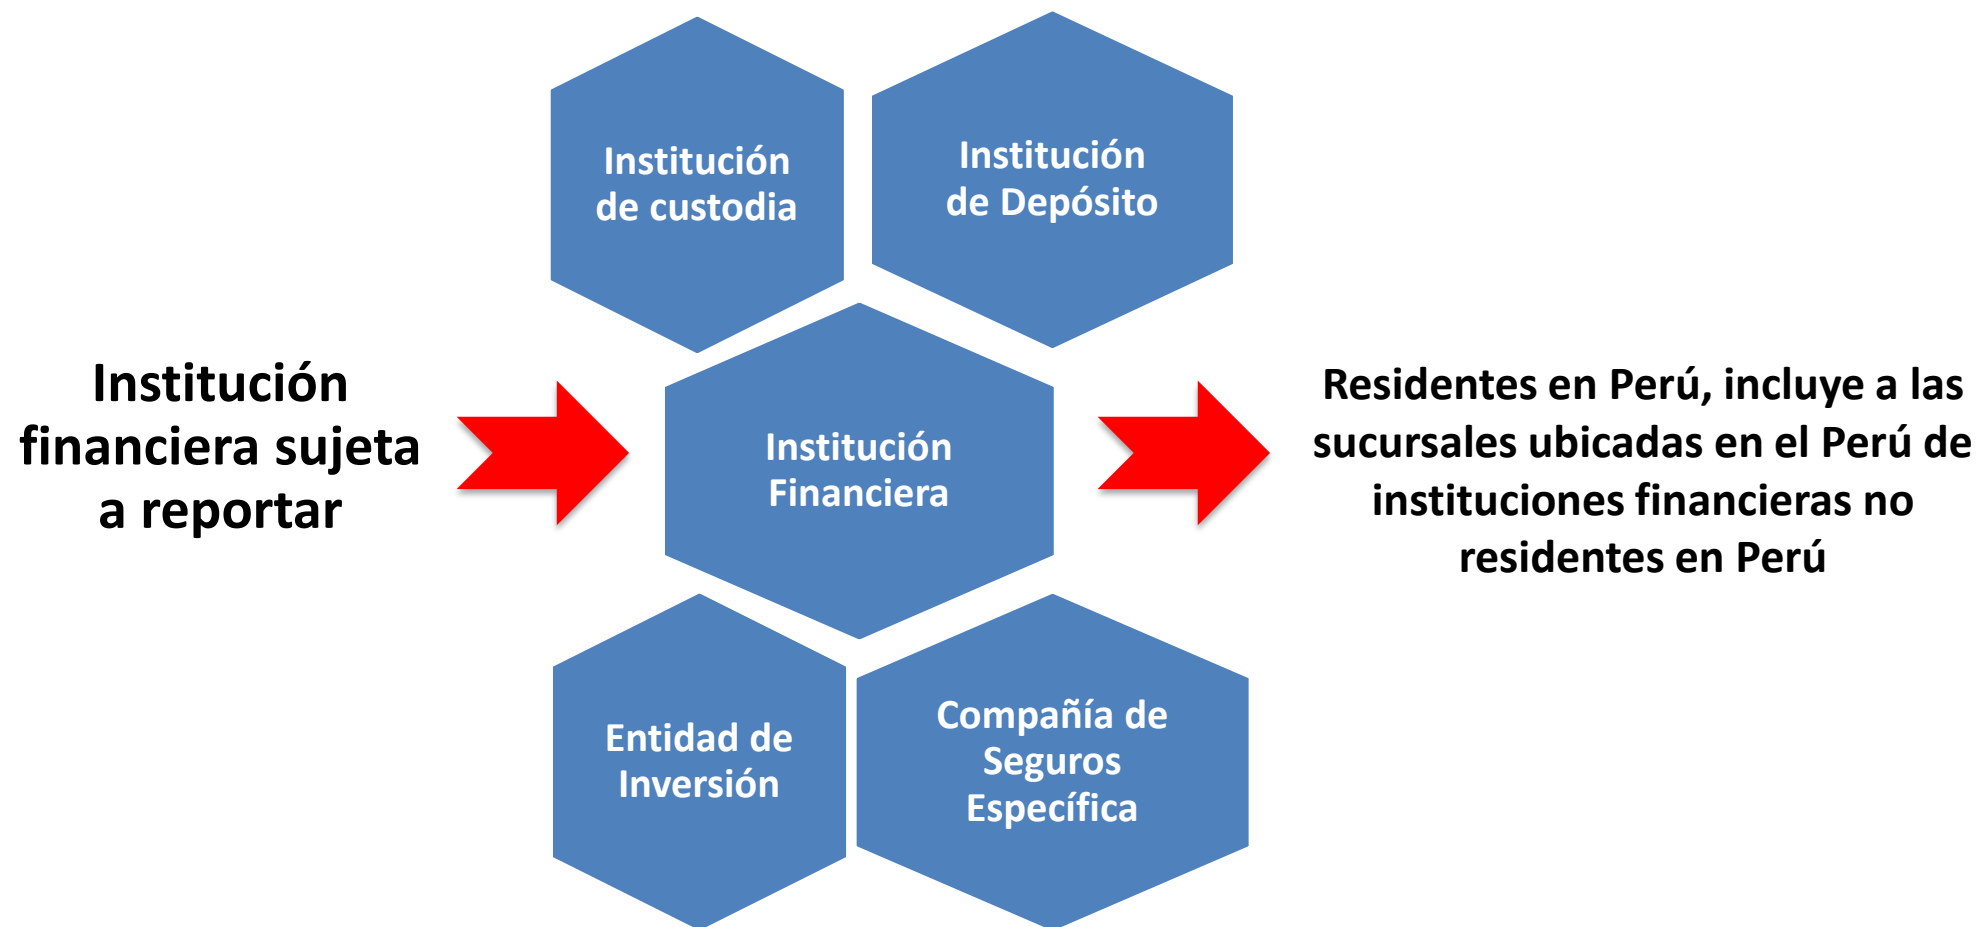 Institución
financiera sujeta
a reportar
Institución
de custodia
Institución
de Depósito
Institución
Financiera
Entidad de
Inversión
Compañía de
Seguros
Específica
Residentes en Perú, incluye a las
sucursales ubicadas en el Perú de
instituciones financieras no
residentes en Perú